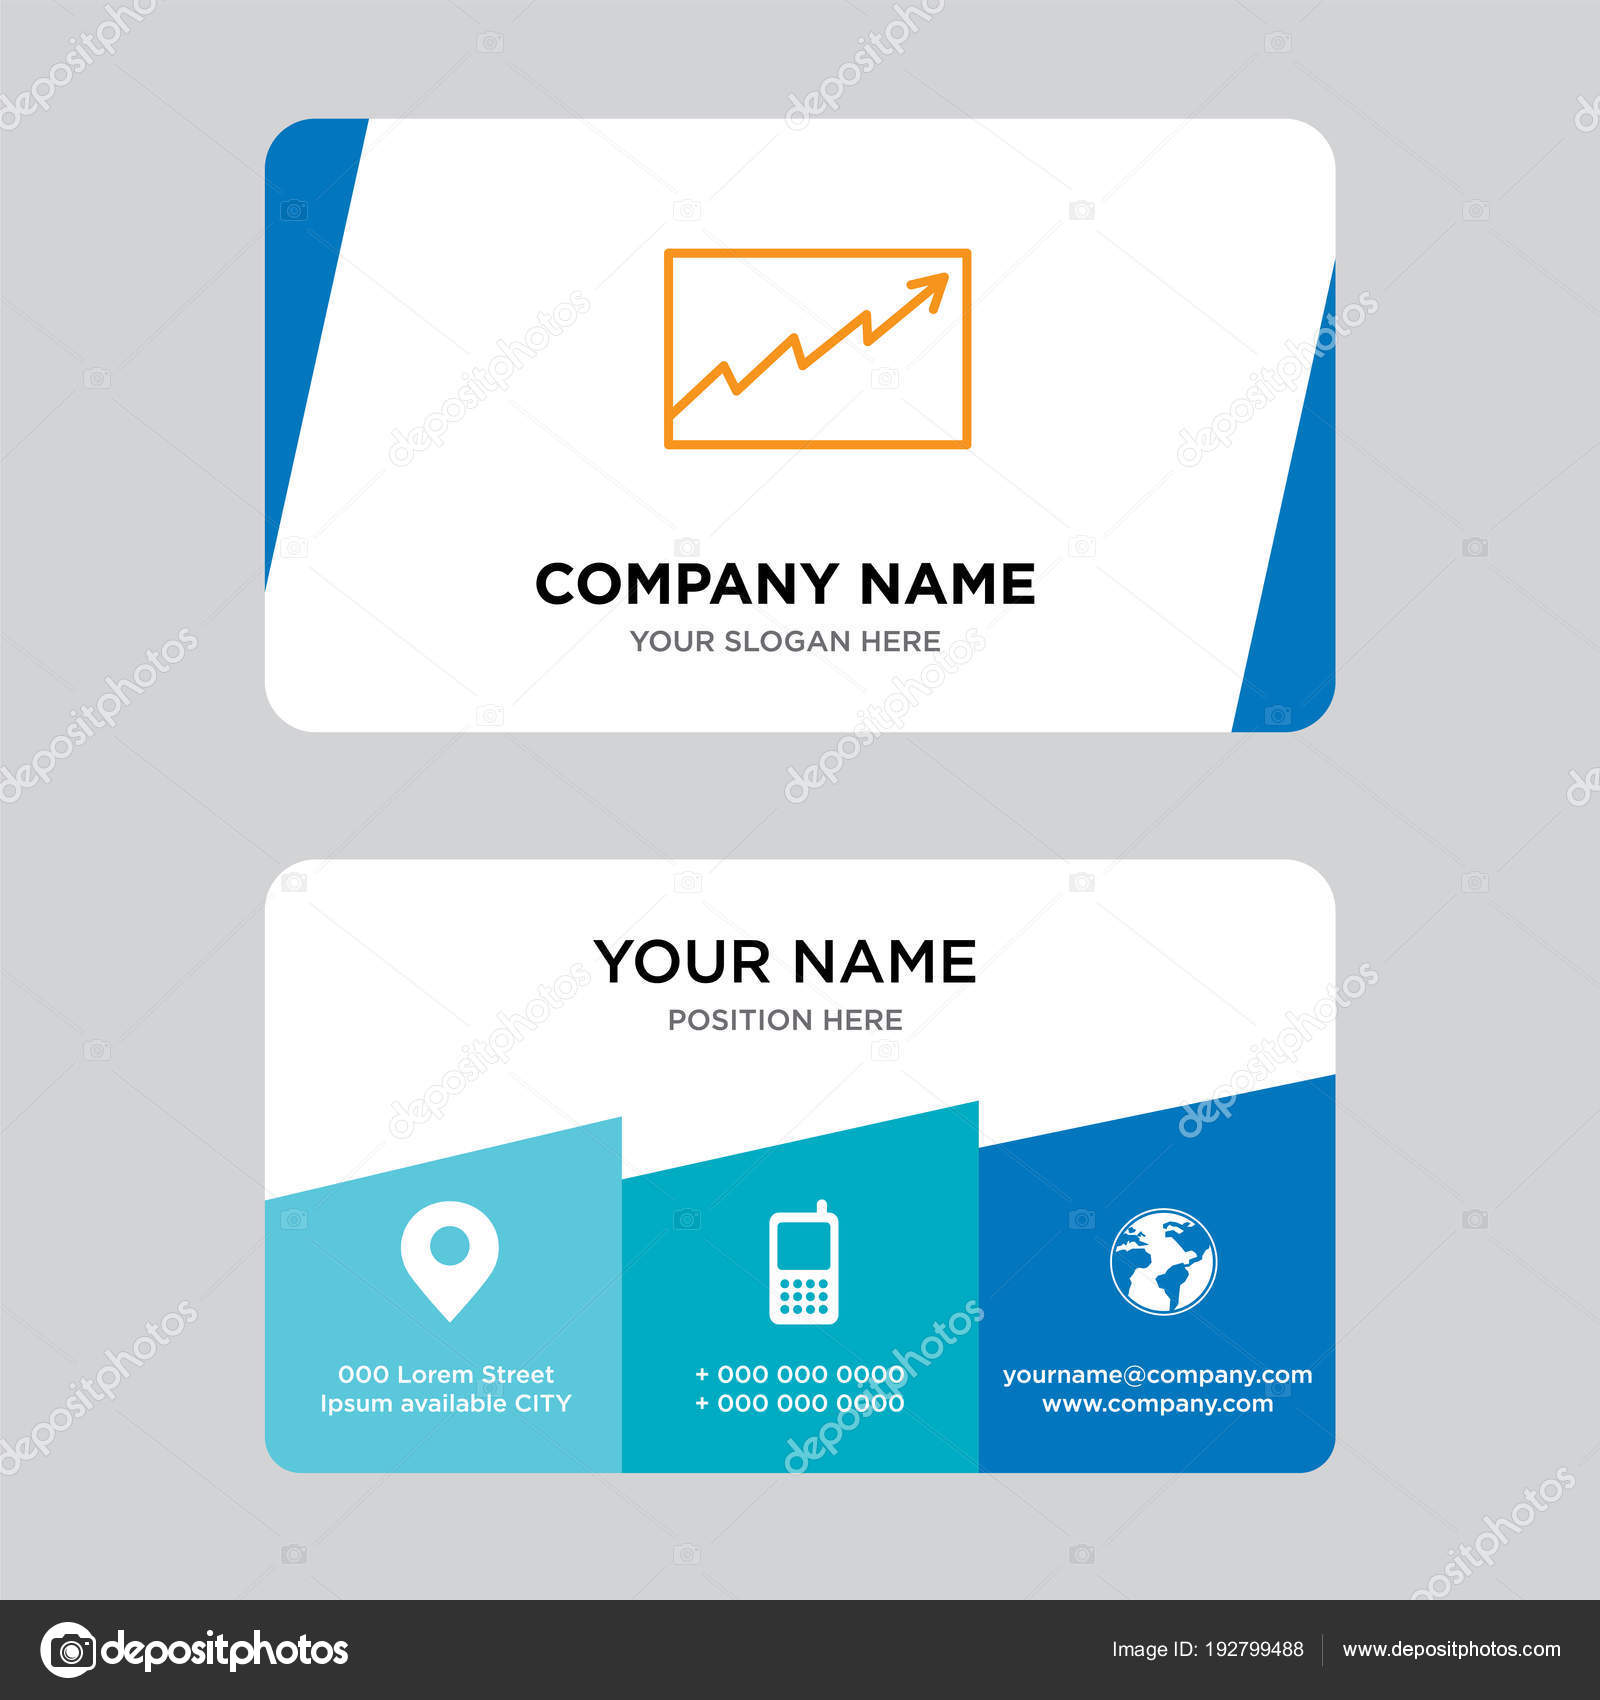 COMPANY NAME
YOUR SLOGAN HERE
YOUR NAME
POSITION HERE
000 Lorem Street
Ipsum available CITY
+ 000 000 0000
+ 000 000 0000
yourname@company.com
www.company.com
depositphotos
Image ID: 192799488
www.depositphotos.com